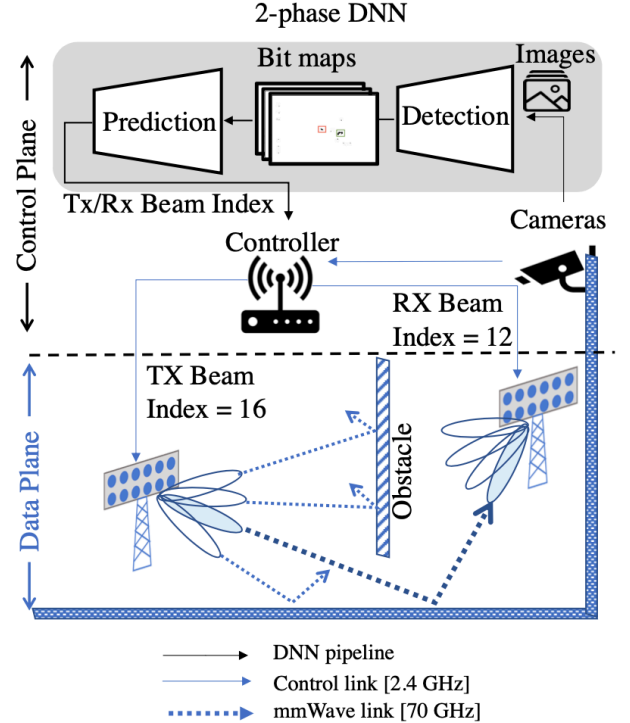 2-phase DNN
Bit maps
Images
Prediction
Detection
Control Plane
Tx/Rx Beam Index
Cameras
Controller
RX Beam
Index = 12
TX Beam
Index = 16
Obstacle
Data Plane
DNN pipeline
Control link [2.4 GHz]
mmWave link [70 GHz]